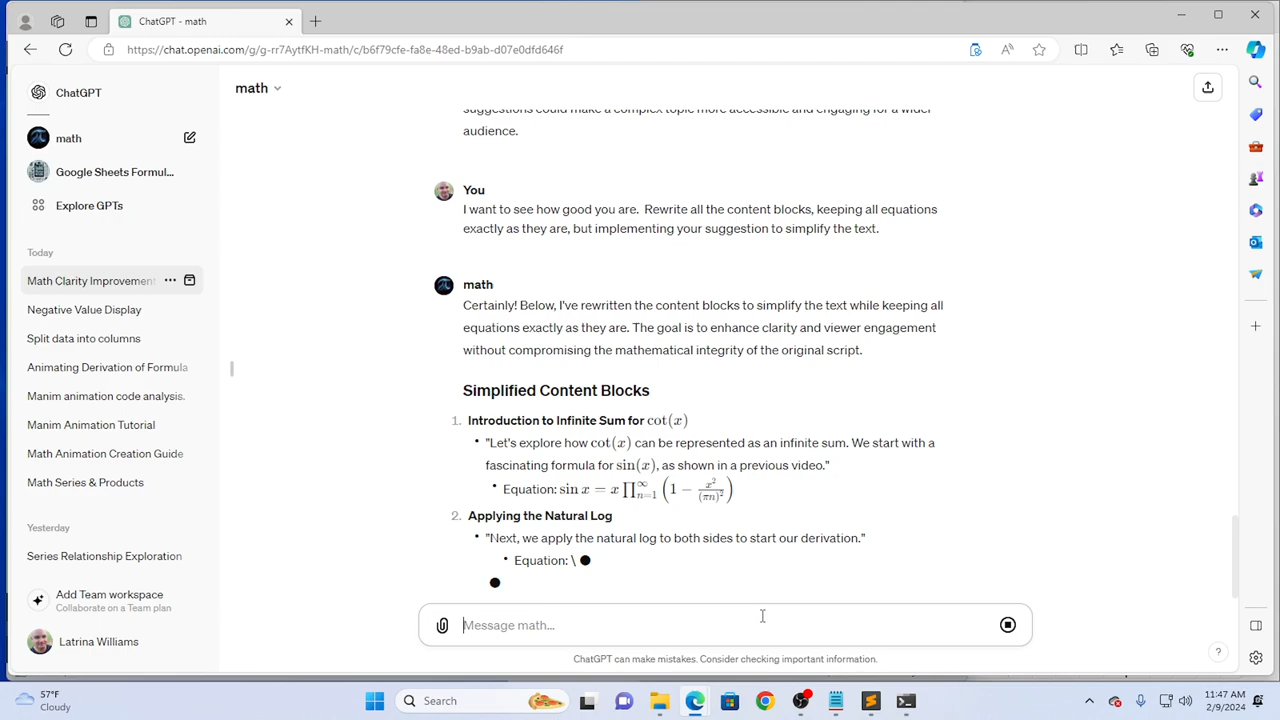 ChatGPT - math
https://chat.openai.com/g/g-rr7AytfKH-math/c/b6f79cfe-fa8e-48ed-b9ab-d07e0dfd646f
ChatGPT
math
Google Sheets Formul...
Explore GPTs
Today
Math Clarity Improvement
Negative Value Display
Split data into columns
Animating Derivation of Formula
Manim animation code analysis.
Manim Animation Tutorial
Math Animation Creation Guide
Math Series & Products
Yesterday
Series Relationship Exploration
Add Team workspace
Collaborate on a Team plan
Latrina Williams
math
suggestions could make a complex topic more accessible and engaging for a wider
audience.
You
I want to see how good you are. Rewrite all the content blocks, keeping all equations
exactly as they are, but implementing your suggestion to simplify the text.
math
Certainly! Below, I've rewritten the content blocks to simplify the text while keeping all
equations exactly as they are. The goal is to enhance clarity and viewer engagement
without compromising the mathematical integrity of the original script.
Simplified Content Blocks
1. Introduction to Infinite Sum for cot(x)
• "Let's explore how cot(x) can be represented as an infinite sum. We start with a
fascinating formula for sin(x), as shown in a previous video."
• Equation: sin x = x ∏_{n=1}^{∞} (1 − x²/(πn)²)
2. Applying the Natural Log
• "Next, we apply the natural log to both sides to start our derivation."
• Equation: \
Message math...
ChatGPT can make mistakes. Consider checking important information.
?
57°F
Cloudy
Search
11:47 AM
2/9/2024